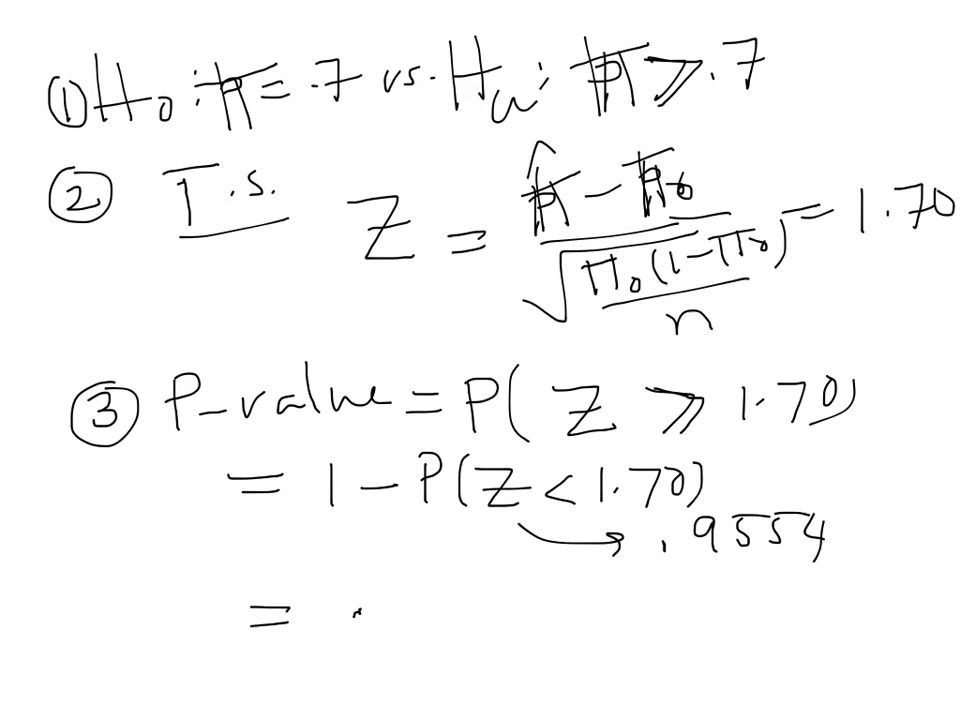 ① H₀ : π = .7 vs. Hₐ : π ≥ .7
② T.s. Z = (π̂ − π₀) / √(π₀(1−π₀)/n) = 1.70
③ P-value = P( Z ≥ 1.70)
= 1 − P(Z < 1.70)
→ .9554
= .